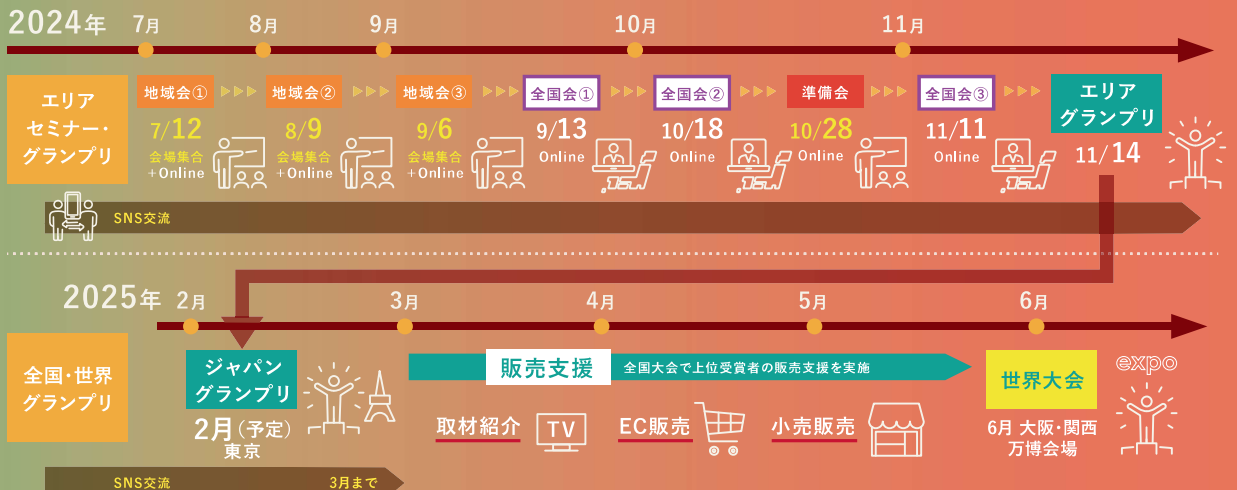 2024年 7月 8月 9月 10月 11月
エリア
セミナー・
グランプリ
地域会①
7/12
会場集合
+Online
地域会②
8/9
会場集合
+Online
地域会③
9/6
会場集合
+Online
全国会①
9/13
Online
全国会②
10/18
Online
準備会
10/28
Online
全国会③
11/11
Online
エリア
グランプリ
11/14
SNS交流
2025年 2月 3月 4月 5月 6月
全国・世界
グランプリ
ジャパン
グランプリ
2月(予定)
東京
販売支援 全国大会で上位受賞者の販売支援を実施
取材紹介 TV EC販売 小売販売
世界大会
6月 大阪・関西
万博会場
expo
SNS交流 3月まで